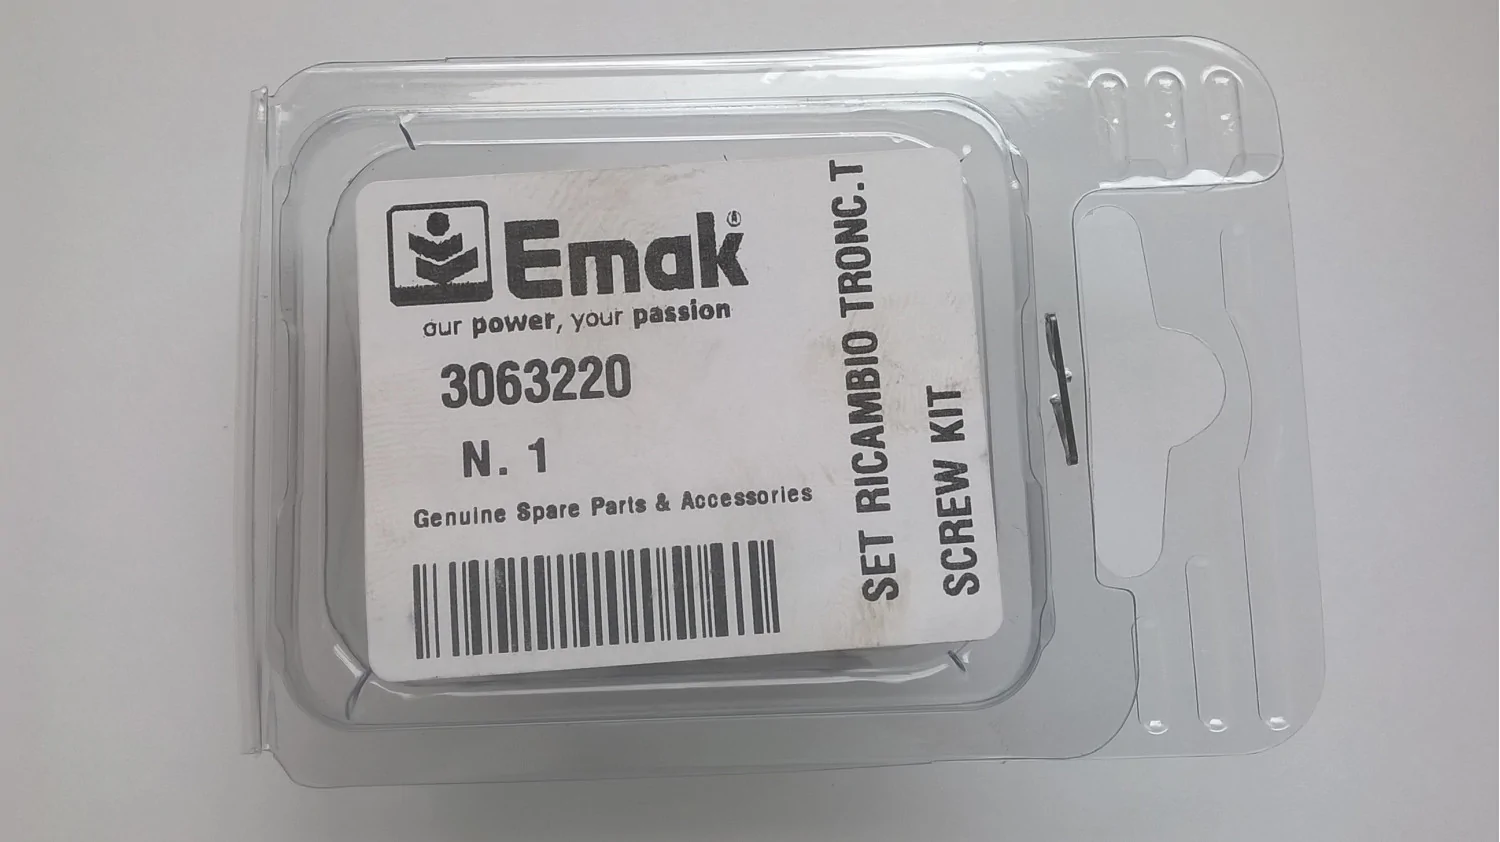 Emak®
our power, your passion
3063220
N. 1
Genuine Spare Parts & Accessories
SET RICAMBIO TRONC.T
SCREW KIT